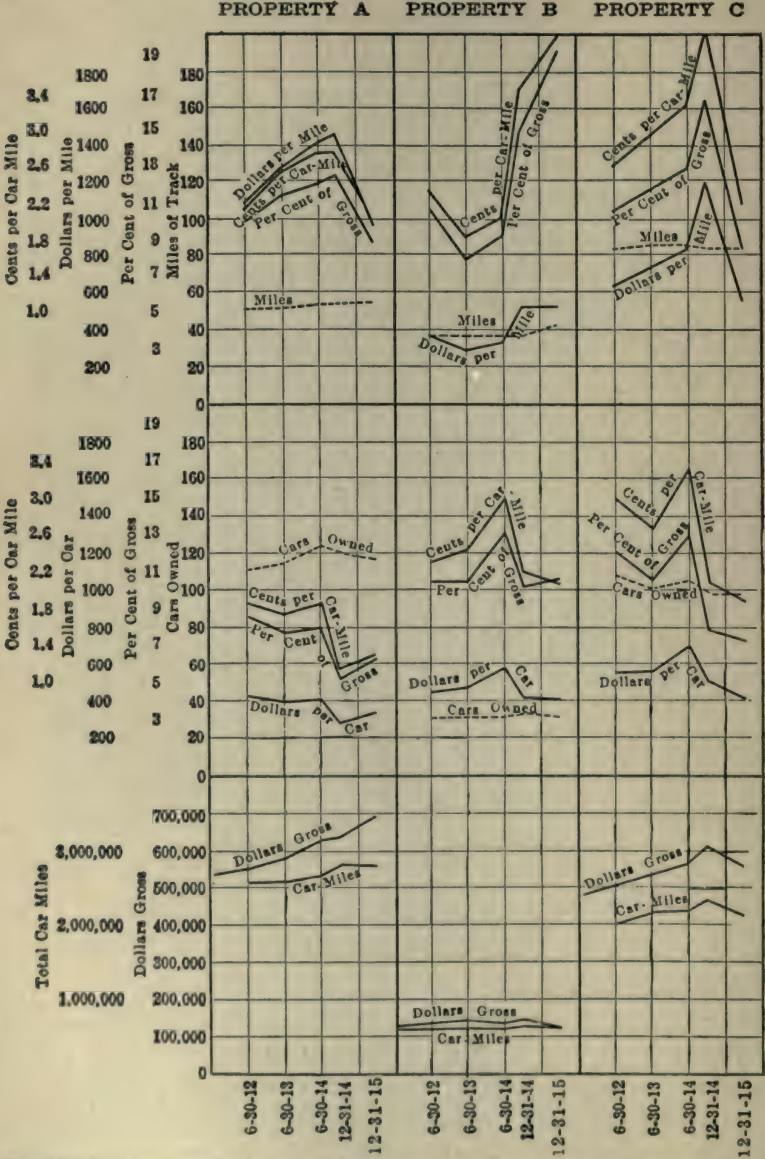 PROPERTY A
PROPERTY B
PROPERTY C
Cents per Car Mile
3.4
3.0
2.6
2.2
1.8
1.4
1.0
Dollars per Mile
1800
1600
1400
1200
1000
800
600
400
200
Per Cent of Gross
19
17
15
18
11
9
7
5
3
Miles of Track
180
160
140
120
100
80
60
40
20
0
Dollars per Mile
Cents per Car-Mile
Per Cent of Gross
Miles
Cents per Car-Mile
Per Cent of Gross
Miles
Dollars per Mile
Cents per Car-Mile
Per Cent of Gross
Miles
Dollars per Mile
Cents per Car Mile
3.4
3.0
2.6
2.2
1.8
1.4
1.0
Dollars per Car
1800
1600
1400
1200
1000
800
600
400
200
Per Cent of Gross
19
17
15
13
11
9
7
5
3
Cars Owned
180
160
140
120
100
80
60
40
20
0
Cars Owned
Cents per Car-Mile
Per Cent of Gross
Dollars per Car
Cents per Car-Mile
Per Cent of Gross
Dollars per Car
Cars Owned
Cents per Car-Mile
Per Cent of Gross
Cars Owned
Dollars per Car
Total Car Miles
3,000,000
2,000,000
1,000,000
Dollars Gross
700,000
600,000
500,000
400,000
300,000
200,000
100,000
0
Dollars Gross
Car-Miles
Dollars Gross
Car-Miles
Dollars Gross
Car-Miles
6-30-12
6-30-13
6-30-14
12-31-14
12-31-15
6-30-12
6-30-13
6-30-14
12-31-14
12-31-15
6-30-12
6-30-13
6-30-14
12-31-14
12-31-15